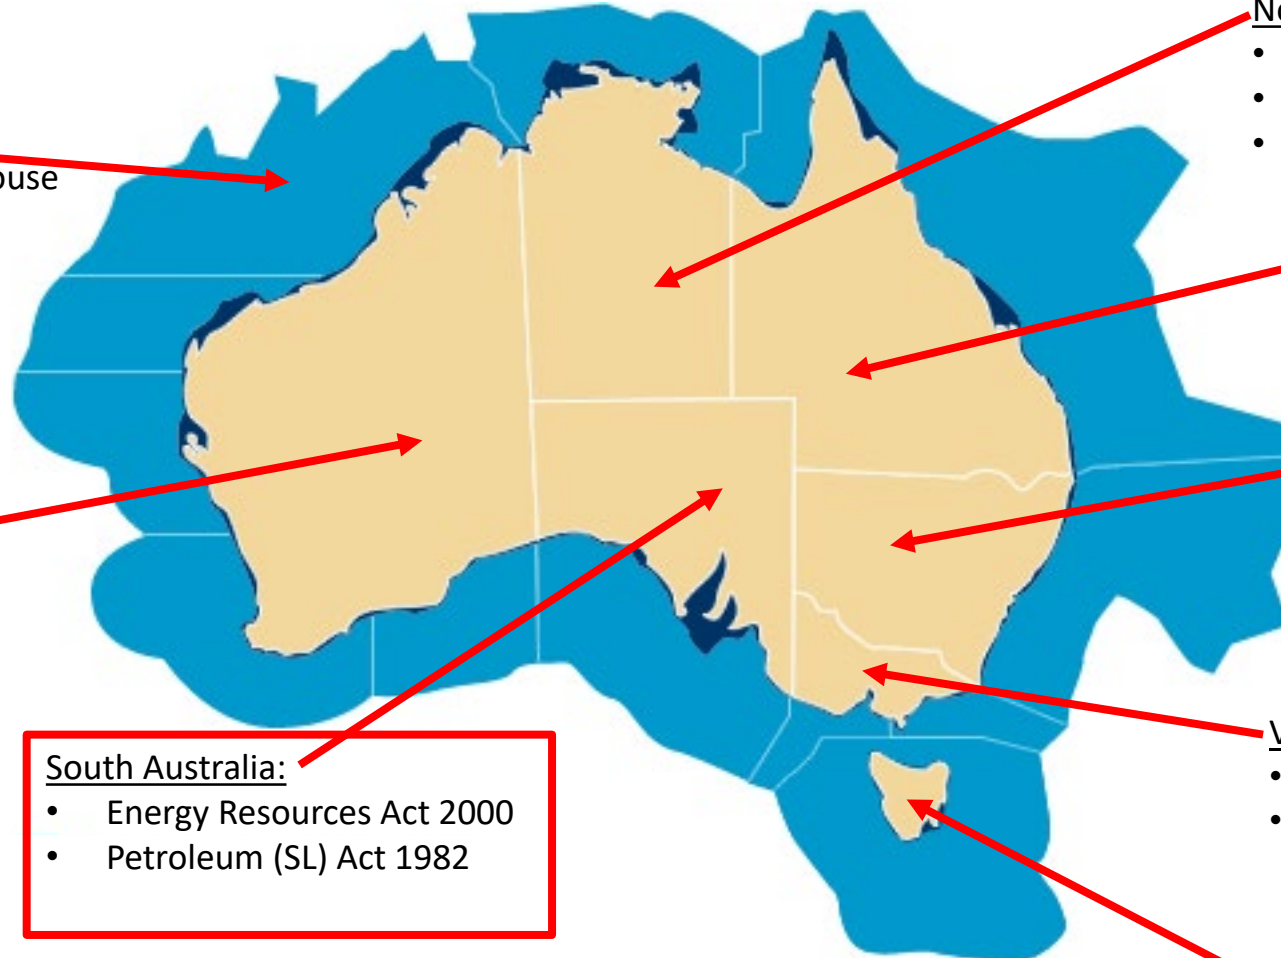 South Australia:
• Energy Resources Act 2000
• Petroleum (SL) Act 1982